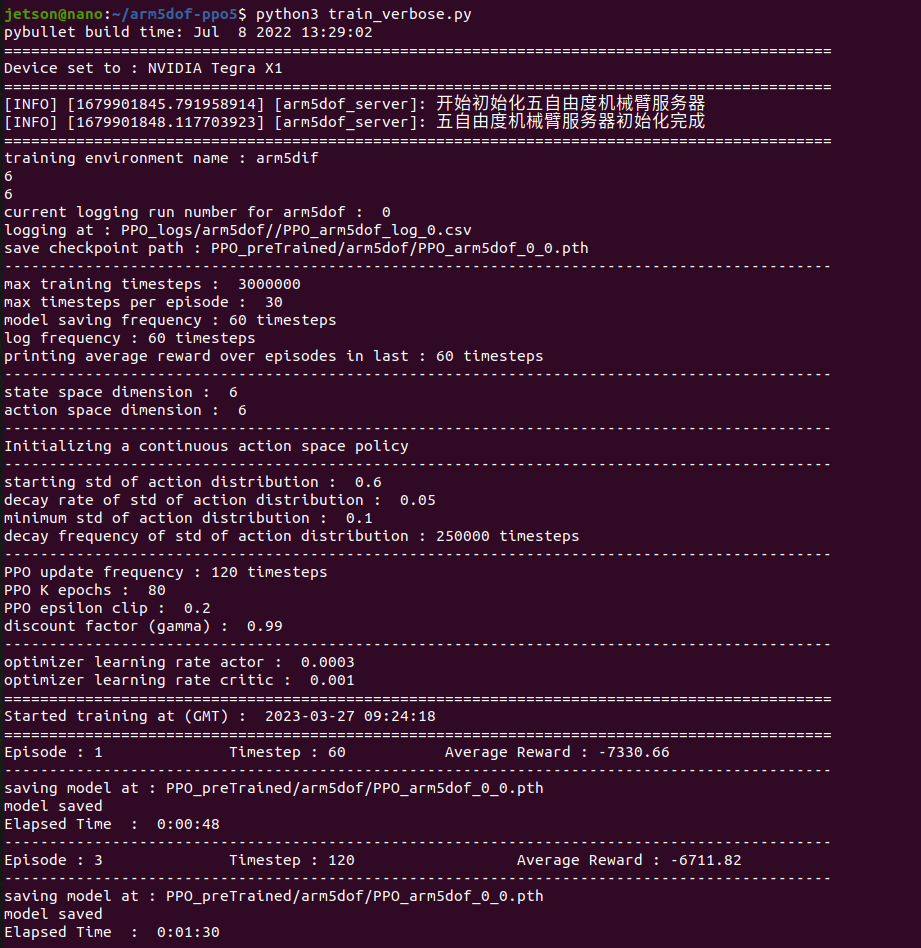 jetson@nano:~/arm5dof-ppo5$ python3 train_verbose.py
pybullet build time: Jul  8 2022 13:29:02
============================================================================================
Device set to : NVIDIA Tegra X1
============================================================================================
[INFO] [1679901845.791958914] [arm5dof_server]: 开始初始化五自由度机械臂服务器
[INFO] [1679901848.117703923] [arm5dof_server]: 五自由度机械臂服务器初始化完成
============================================================================================
training environment name : arm5dif
6
6
current logging run number for arm5dof :  0
logging at : PPO_logs/arm5dof//PPO_arm5dof_log_0.csv
save checkpoint path : PPO_preTrained/arm5dof/PPO_arm5dof_0_0.pth
--------------------------------------------------------------------------------------------
max training timesteps :  3000000
max timesteps per episode :  30
model saving frequency : 60 timesteps
log frequency : 60 timesteps
printing average reward over episodes in last : 60 timesteps
--------------------------------------------------------------------------------------------
state space dimension :  6
action space dimension :  6
--------------------------------------------------------------------------------------------
Initializing a continuous action space policy
--------------------------------------------------------------------------------------------
starting std of action distribution :  0.6
decay rate of std of action distribution :  0.05
minimum std of action distribution :  0.1
decay frequency of std of action distribution : 250000 timesteps
--------------------------------------------------------------------------------------------
PPO update frequency : 120 timesteps
PPO K epochs :  80
PPO epsilon clip :  0.2
discount factor (gamma) :  0.99
--------------------------------------------------------------------------------------------
optimizer learning rate actor :  0.0003
optimizer learning rate critic :  0.001
============================================================================================
Started training at (GMT) :  2023-03-27 09:24:18
============================================================================================
Episode : 1              Timestep : 60           Average Reward : -7330.66
--------------------------------------------------------------------------------------------
saving model at : PPO_preTrained/arm5dof/PPO_arm5dof_0_0.pth
model saved
Elapsed Time  :  0:00:48
--------------------------------------------------------------------------------------------
Episode : 3              Timestep : 120                  Average Reward : -6711.82
--------------------------------------------------------------------------------------------
saving model at : PPO_preTrained/arm5dof/PPO_arm5dof_0_0.pth
model saved
Elapsed Time  :  0:01:30